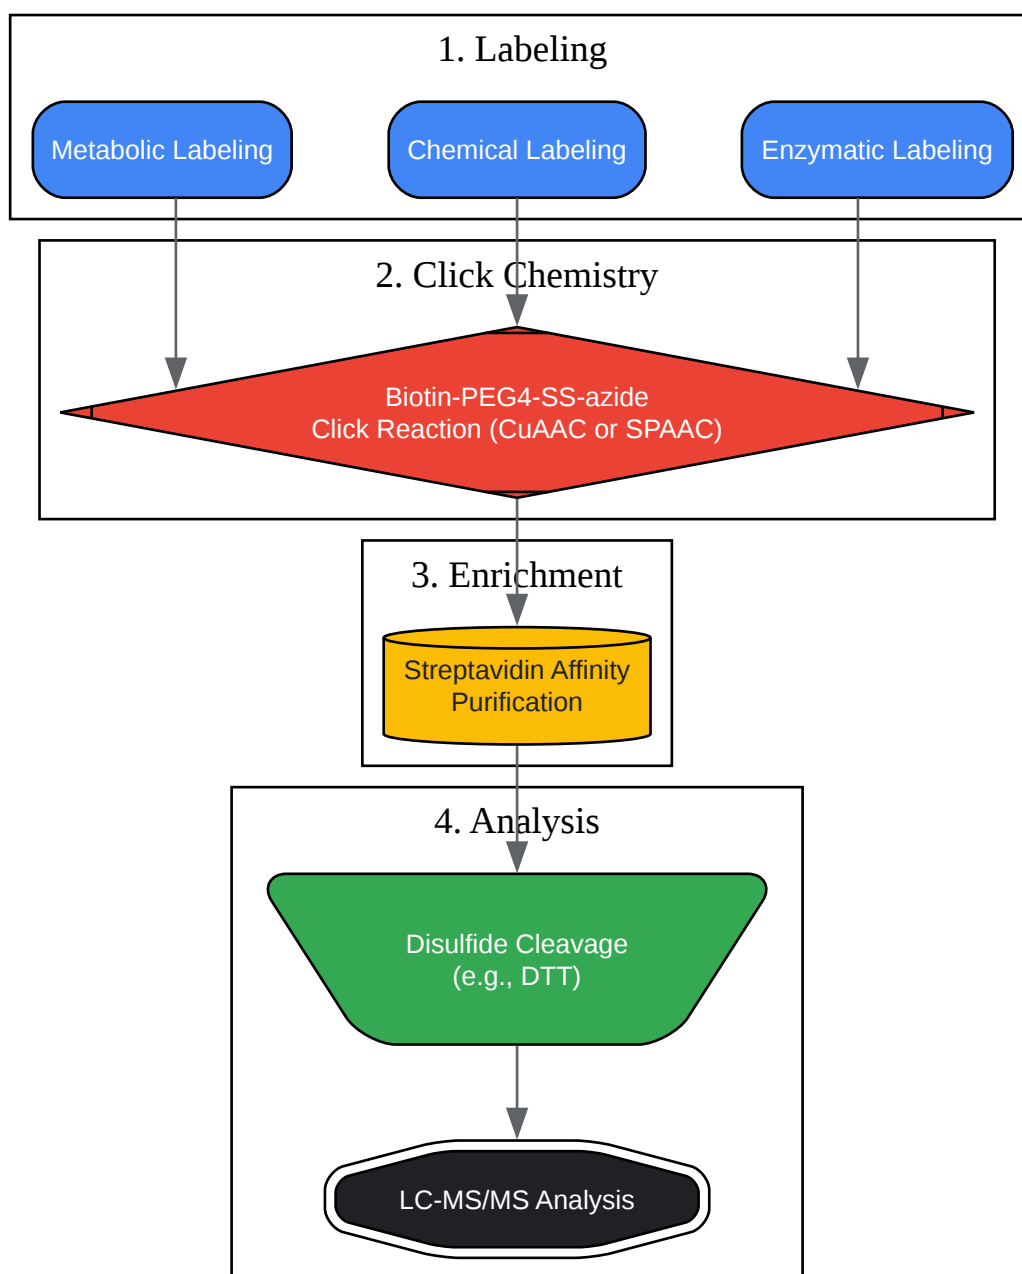 1. Labeling
Metabolic Labeling
Chemical Labeling
Enzymatic Labeling
2. Click Chemistry
Biotin-PEG4-SS-azide
Click Reaction (CuAAC or SPAAC)
3. Enrichment
Streptavidin Affinity
Purification
4. Analysis
Disulfide Cleavage
(e.g., DTT)
LC-MS/MS Analysis